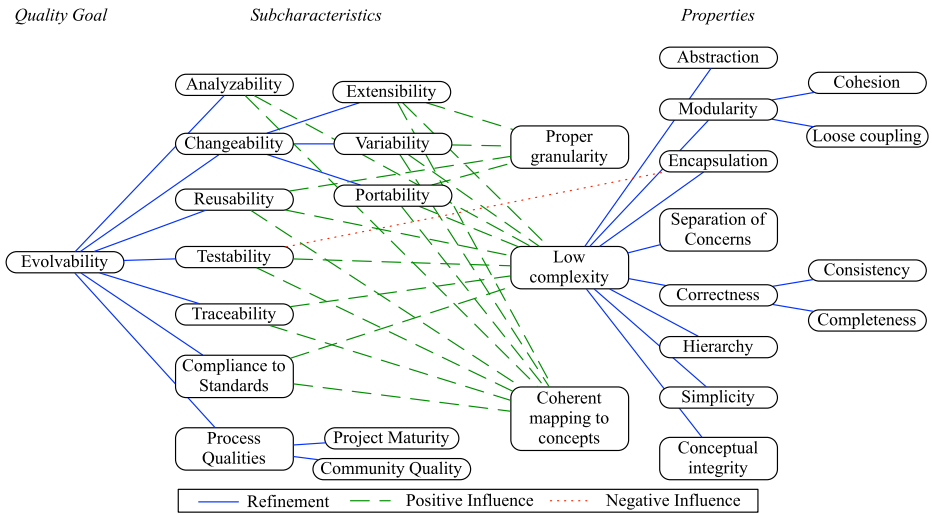 Quality Goal
Subcharacteristics
Properties
Evolvability
Analyzability
Changeability
Reusability
Testability
Traceability
Compliance to
Standards
Process
Qualities
Extensibility
Variability
Portability
Project Maturity
Community Quality
Proper
granularity
Low
complexity
Coherent
mapping to
concepts
Abstraction
Modularity
Encapsulation
Separation of
Concerns
Correctness
Hierarchy
Simplicity
Conceptual
integrity
Cohesion
Loose coupling
Consistency
Completeness
Refinement
Positive Influence
Negative Influence